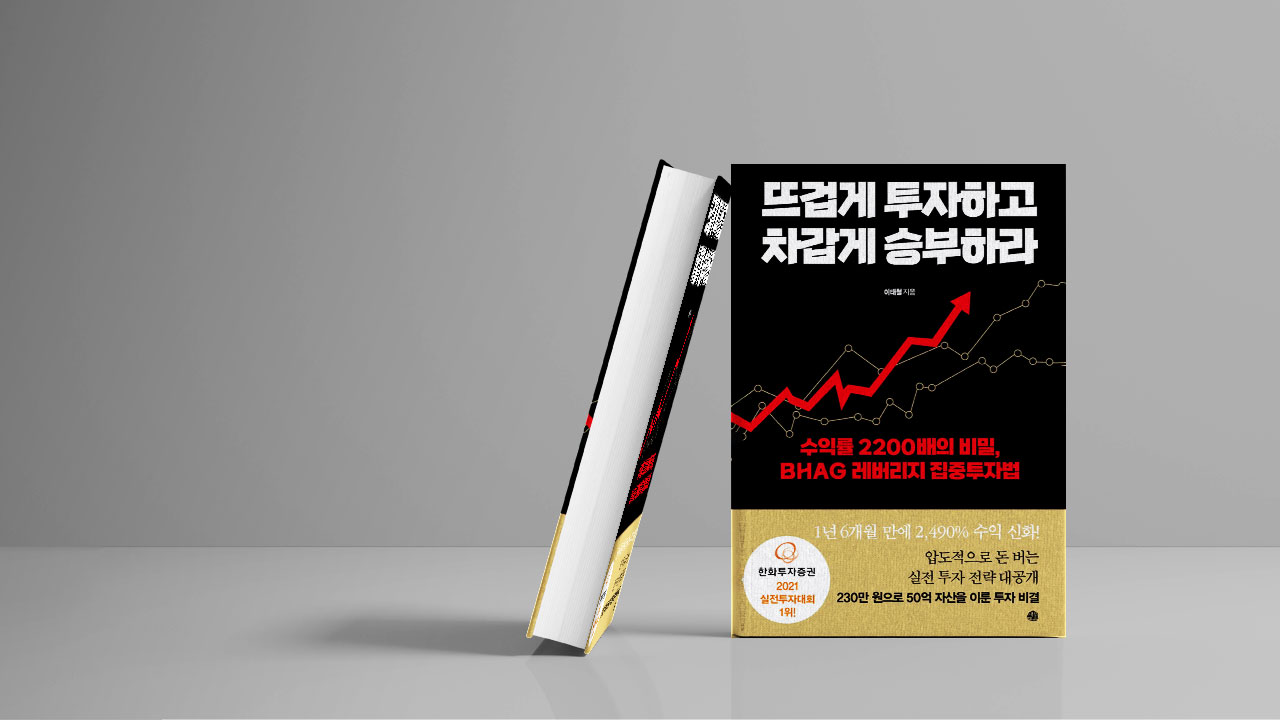 뜨겁게 투자하고
차갑게 승부하라
이태철 지음
수익률 2200배의 비밀,
BHAG 레버리지 집중투자법
1년 6개월 만에 2,490% 수익 신화!
압도적으로 돈 버는
실전 투자 전략 대공개
230만 원으로 50억 자산을 이룬 투자 비결
한화투자증권
2021
실전투자대회
1위!